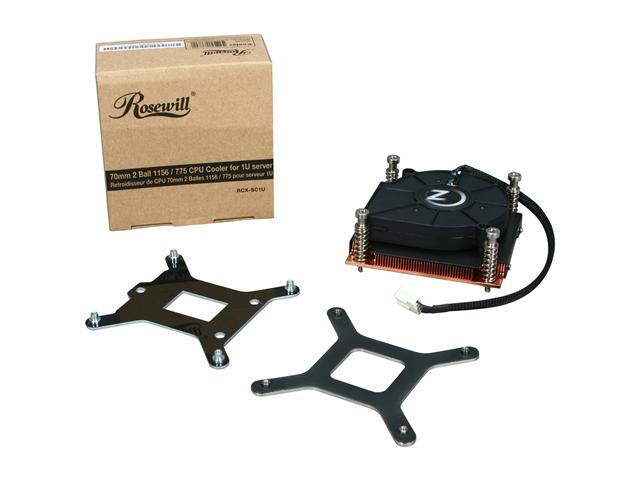 Rosewill®
70mm 2 Ball 1156 / 775 CPU Cooler for 1U server
Refroidisseur de CPU 70mm 2 Balles 1156 / 775 pour serveur 1U
RCX-SC1U